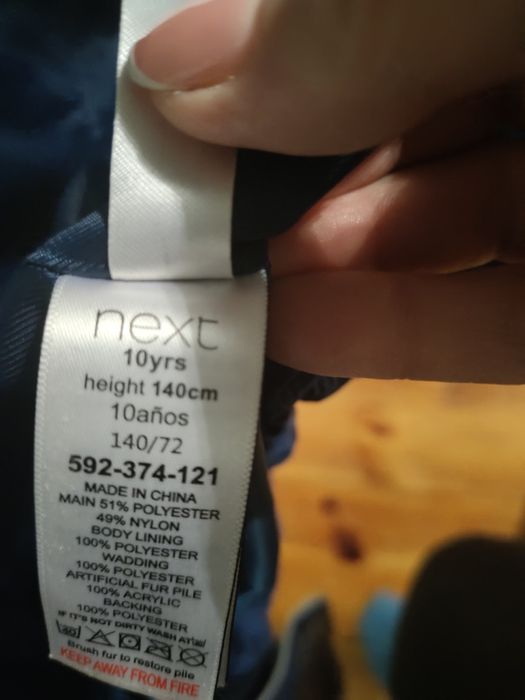 next
10yrs
height 140cm
10años
140/72
592-374-121
MADE IN CHINA
MAIN 51% POLYESTER
49% NYLON
BODY LINING
100% POLYESTER
WADDING
100% POLYESTER
ARTIFICIAL FUR PILE
100% ACRYLIC
BACKING
100% POLYESTER
IF IT'S NOT DIRTY WASH AT
40
Brush fur to restore pile
KEEP AWAY FROM FIRE